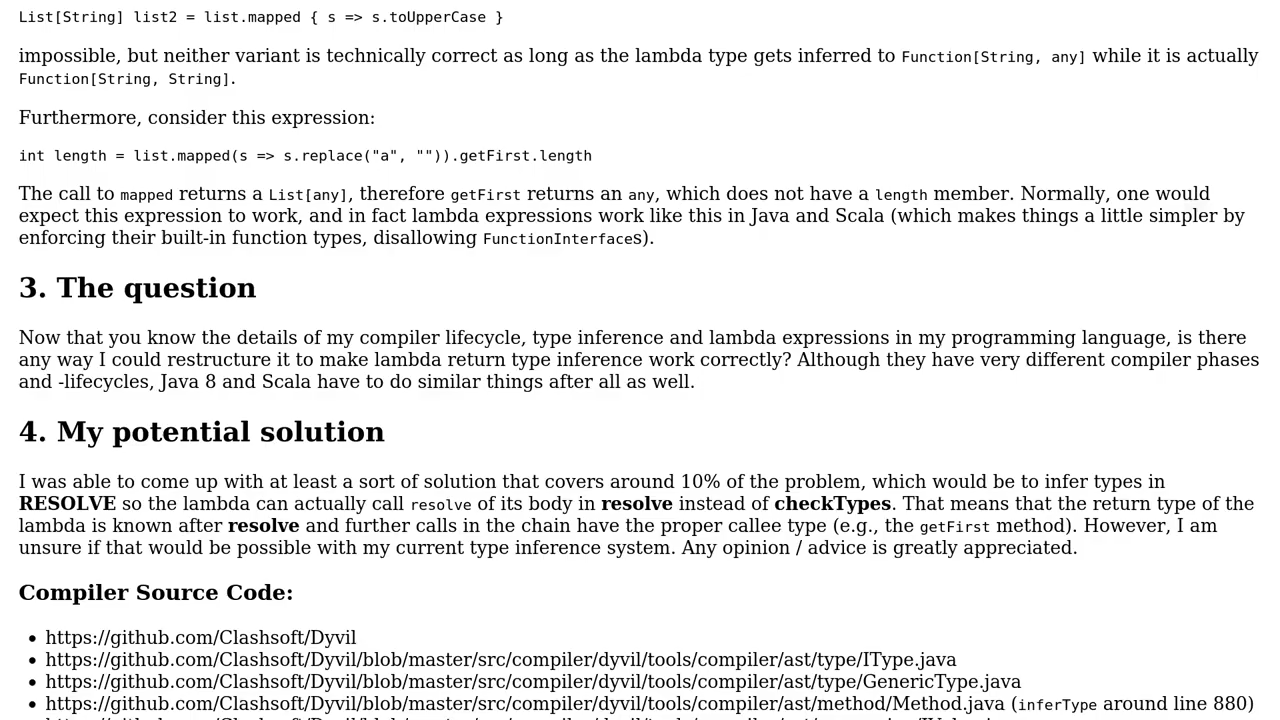 List[String] list2 = list.mapped { s => s.toUpperCase }
impossible, but neither variant is technically correct as long as the lambda type gets inferred to Function[String, any] while it is actually
Function[String, String].
Furthermore, consider this expression:
int length = list.mapped(s => s.replace("a", "")).getFirst.length
The call to mapped returns a List[any], therefore getFirst returns an any, which does not have a length member. Normally, one would
expect this expression to work, and in fact lambda expressions work like this in Java and Scala (which makes things a little simpler by
enforcing their built-in function types, disallowing FunctionInterfaces).
3. The question
Now that you know the details of my compiler lifecycle, type inference and lambda expressions in my programming language, is there
any way I could restructure it to make lambda return type inference work correctly? Although they have very different compiler phases
and -lifecycles, Java 8 and Scala have to do similar things after all as well.
4. My potential solution
I was able to come up with at least a sort of solution that covers around 10% of the problem, which would be to infer types in
RESOLVE so the lambda can actually call resolve of its body in resolve instead of checkTypes. That means that the return type of the
lambda is known after resolve and further calls in the chain have the proper callee type (e.g., the getFirst method). However, I am
unsure if that would be possible with my current type inference system. Any opinion / advice is greatly appreciated.
Compiler Source Code:
• https://github.com/Clashsoft/Dyvil
• https://github.com/Clashsoft/Dyvil/blob/master/src/compiler/dyvil/tools/compiler/ast/type/IType.java
• https://github.com/Clashsoft/Dyvil/blob/master/src/compiler/dyvil/tools/compiler/ast/type/GenericType.java
• https://github.com/Clashsoft/Dyvil/blob/master/src/compiler/dyvil/tools/compiler/ast/method/Method.java (inferType around line 880)